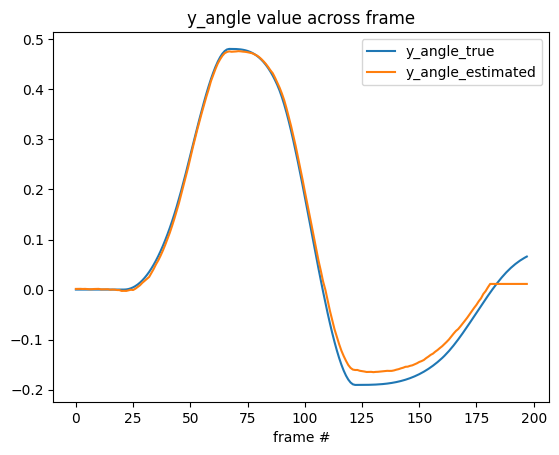 y_angle value across frame
y_angle_true
y_angle_estimated
0.5
0.4
0.3
0.2
0.1
0.0
−0.1
−0.2
0 25 50 75 100 125 150 175 200
frame #